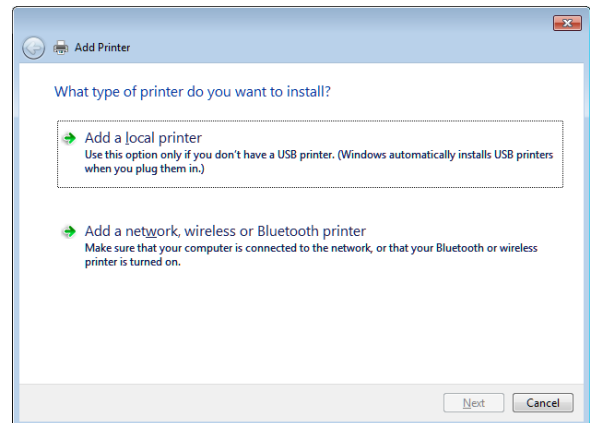 Add Printer
What type of printer do you want to install?
Add a local printer
Use this option only if you don't have a USB printer. (Windows automatically installs USB printers
when you plug them in.)
Add a network, wireless or Bluetooth printer
Make sure that your computer is connected to the network, or that your Bluetooth or wireless
printer is turned on.
Next Cancel